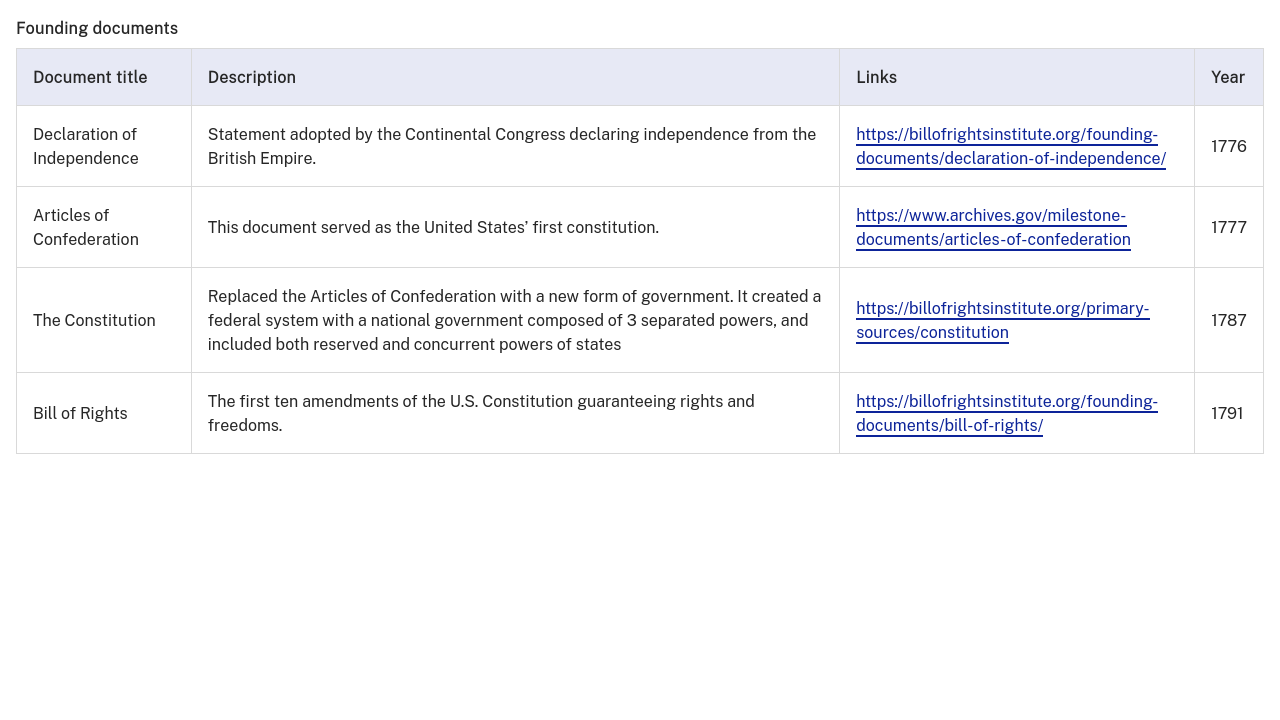 Founding documents
Document title
Description
Links
Year
Declaration of
Independence
Statement adopted by the Continental Congress declaring independence from the
British Empire.
https://billofrightsinstitute.org/founding-
documents/declaration-of-independence/
1776
Articles of
Confederation
This document served as the United States’ first constitution.
https://www.archives.gov/milestone-
documents/articles-of-confederation
1777
The Constitution
Replaced the Articles of Confederation with a new form of government. It created a
federal system with a national government composed of 3 separated powers, and
included both reserved and concurrent powers of states
https://billofrightsinstitute.org/primary-
sources/constitution
1787
Bill of Rights
The first ten amendments of the U.S. Constitution guaranteeing rights and
freedoms.
https://billofrightsinstitute.org/founding-
documents/bill-of-rights/
1791